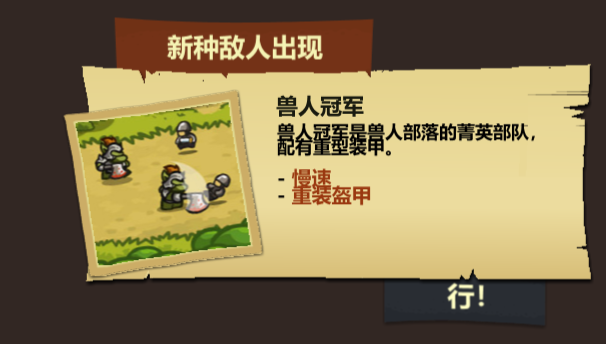 新种敌人出现
兽人冠军
兽人冠军是兽人部落的菁英部队，
配有重型装甲。
- 慢速
- 重装盔甲
行！